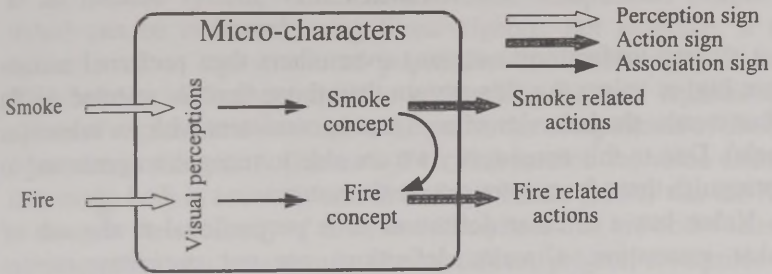 Micro-characters
Perception sign
Action sign
Association sign
Smoke
Visual perceptions
Smoke
concept
Smoke related
actions
Fire
Fire
concept
Fire related
actions